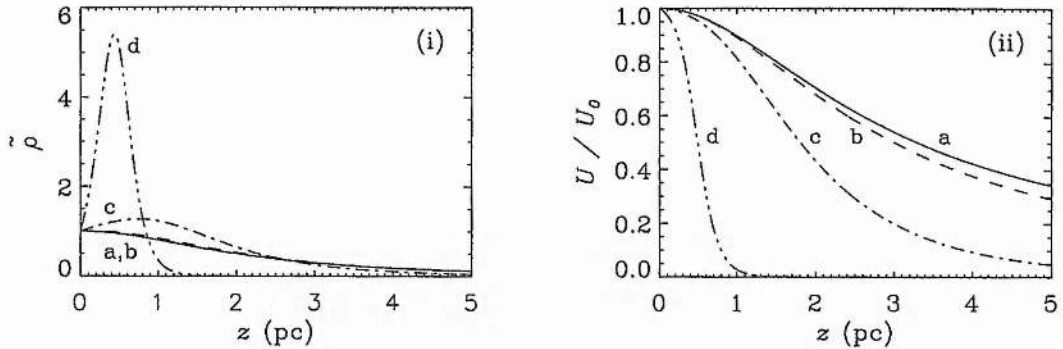 6
4
2
0
ρ̃
(i)
d
c
a,b
0 1 2 3 4 5
z (pc)
1.0
0.8
0.6
0.4
0.2
0.0
U / U₀
(ii)
a
b
c
d
0 1 2 3 4 5
z (pc)